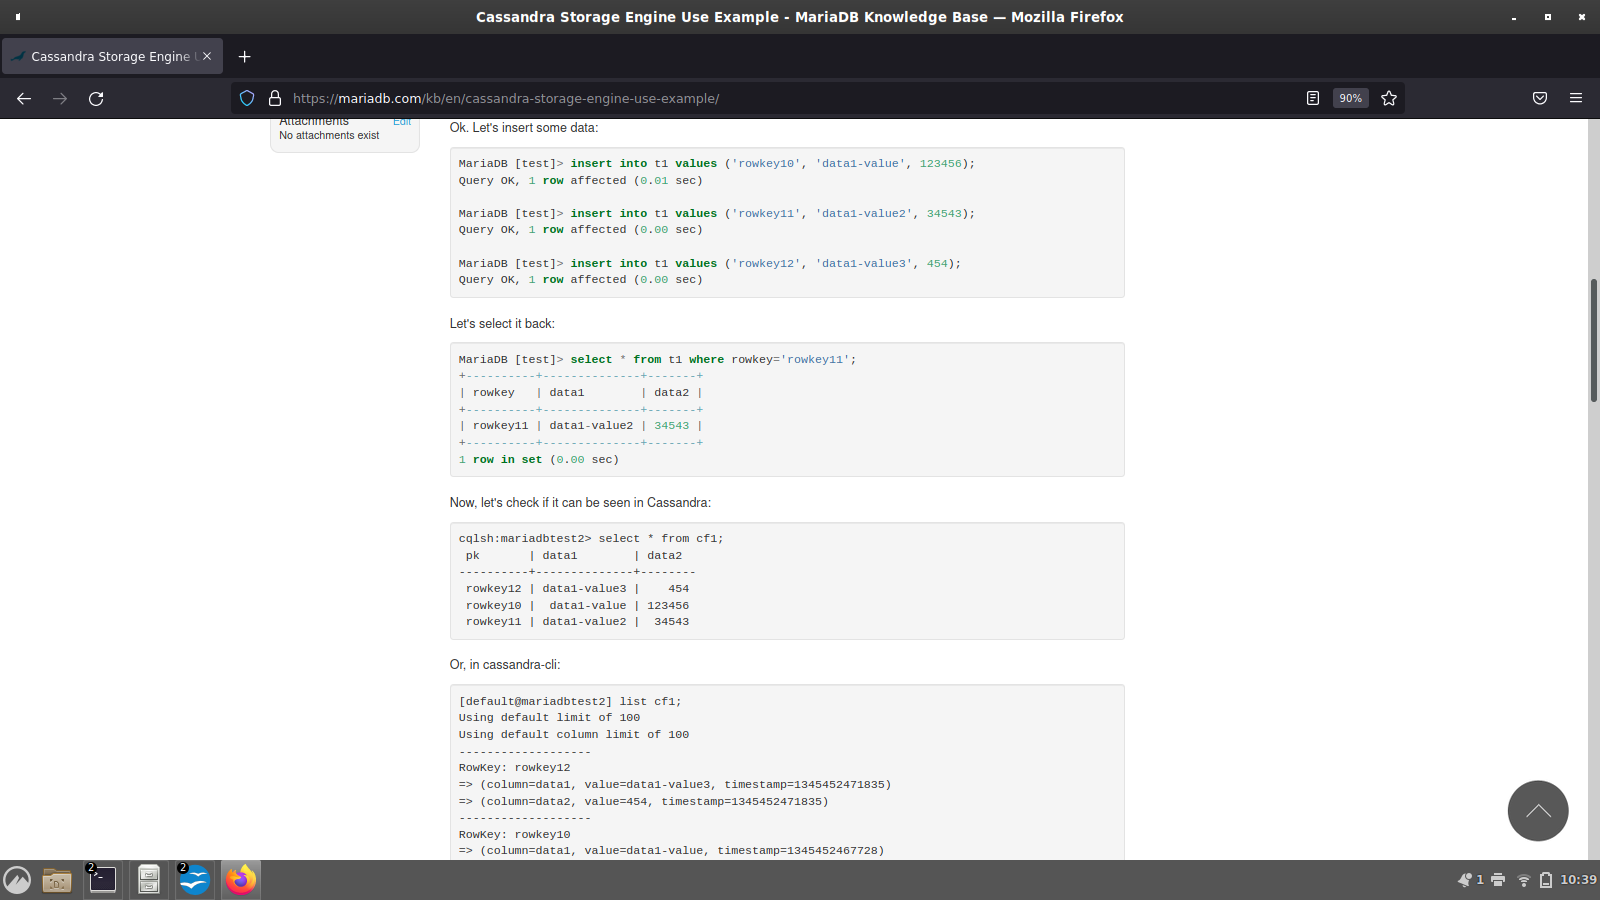 Cassandra Storage Engine Use Example - MariaDB Knowledge Base — Mozilla Firefox
Cassandra Storage Engine
https://mariadb.com/kb/en/cassandra-storage-engine-use-example/
90%
Attachments Edit
No attachments exist
Ok. Let's insert some data:
MariaDB [test]> insert into t1 values ('rowkey10', 'data1-value', 123456);
Query OK, 1 row affected (0.01 sec)
MariaDB [test]> insert into t1 values ('rowkey11', 'data1-value2', 34543);
Query OK, 1 row affected (0.00 sec)
MariaDB [test]> insert into t1 values ('rowkey12', 'data1-value3', 454);
Query OK, 1 row affected (0.00 sec)
Let's select it back:
MariaDB [test]> select * from t1 where rowkey='rowkey11';
+----------+--------------+-------+
| rowkey   | data1        | data2 |
+----------+--------------+-------+
| rowkey11 | data1-value2 | 34543 |
+----------+--------------+-------+
1 row in set (0.00 sec)
Now, let's check if it can be seen in Cassandra:
cqlsh:mariadbtest2> select * from cf1;
 pk       | data1        | data2
----------+--------------+--------
 rowkey12 | data1-value3 |    454
 rowkey10 |  data1-value | 123456
 rowkey11 | data1-value2 |  34543
Or, in cassandra-cli:
[default@mariadbtest2] list cf1;
Using default limit of 100
Using default column limit of 100
-------------------
RowKey: rowkey12
=> (column=data1, value=data1-value3, timestamp=1345452471835)
=> (column=data2, value=454, timestamp=1345452471835)
-------------------
RowKey: rowkey10
=> (column=data1, value=data1-value, timestamp=1345452467728)
2
2
1
10:39